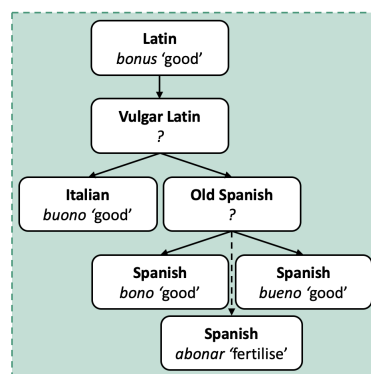 Latin
bonus ‘good’
Vulgar Latin
?
Italian
buono ‘good’
Old Spanish
?
Spanish
bono ‘good’
Spanish
bueno ‘good’
Spanish
abonar ‘fertilise’